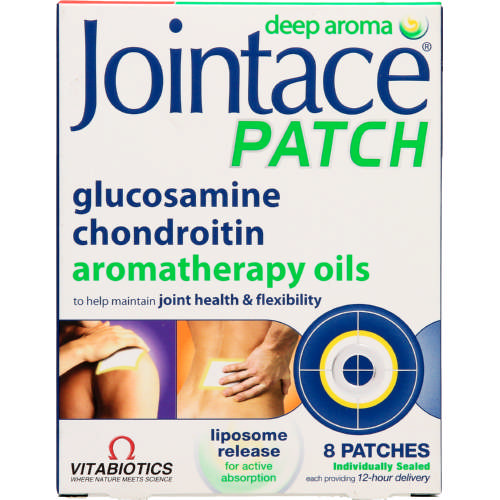 deep aroma
Jointace®
PATCH
glucosamine
chondroitin
aromatherapy oils
to help maintain joint health & flexibility
liposome
release
for active
absorption
8 PATCHES
Individually Sealed
each providing 12-hour delivery
VITABIOTICS
WHERE NATURE MEETS SCIENCE